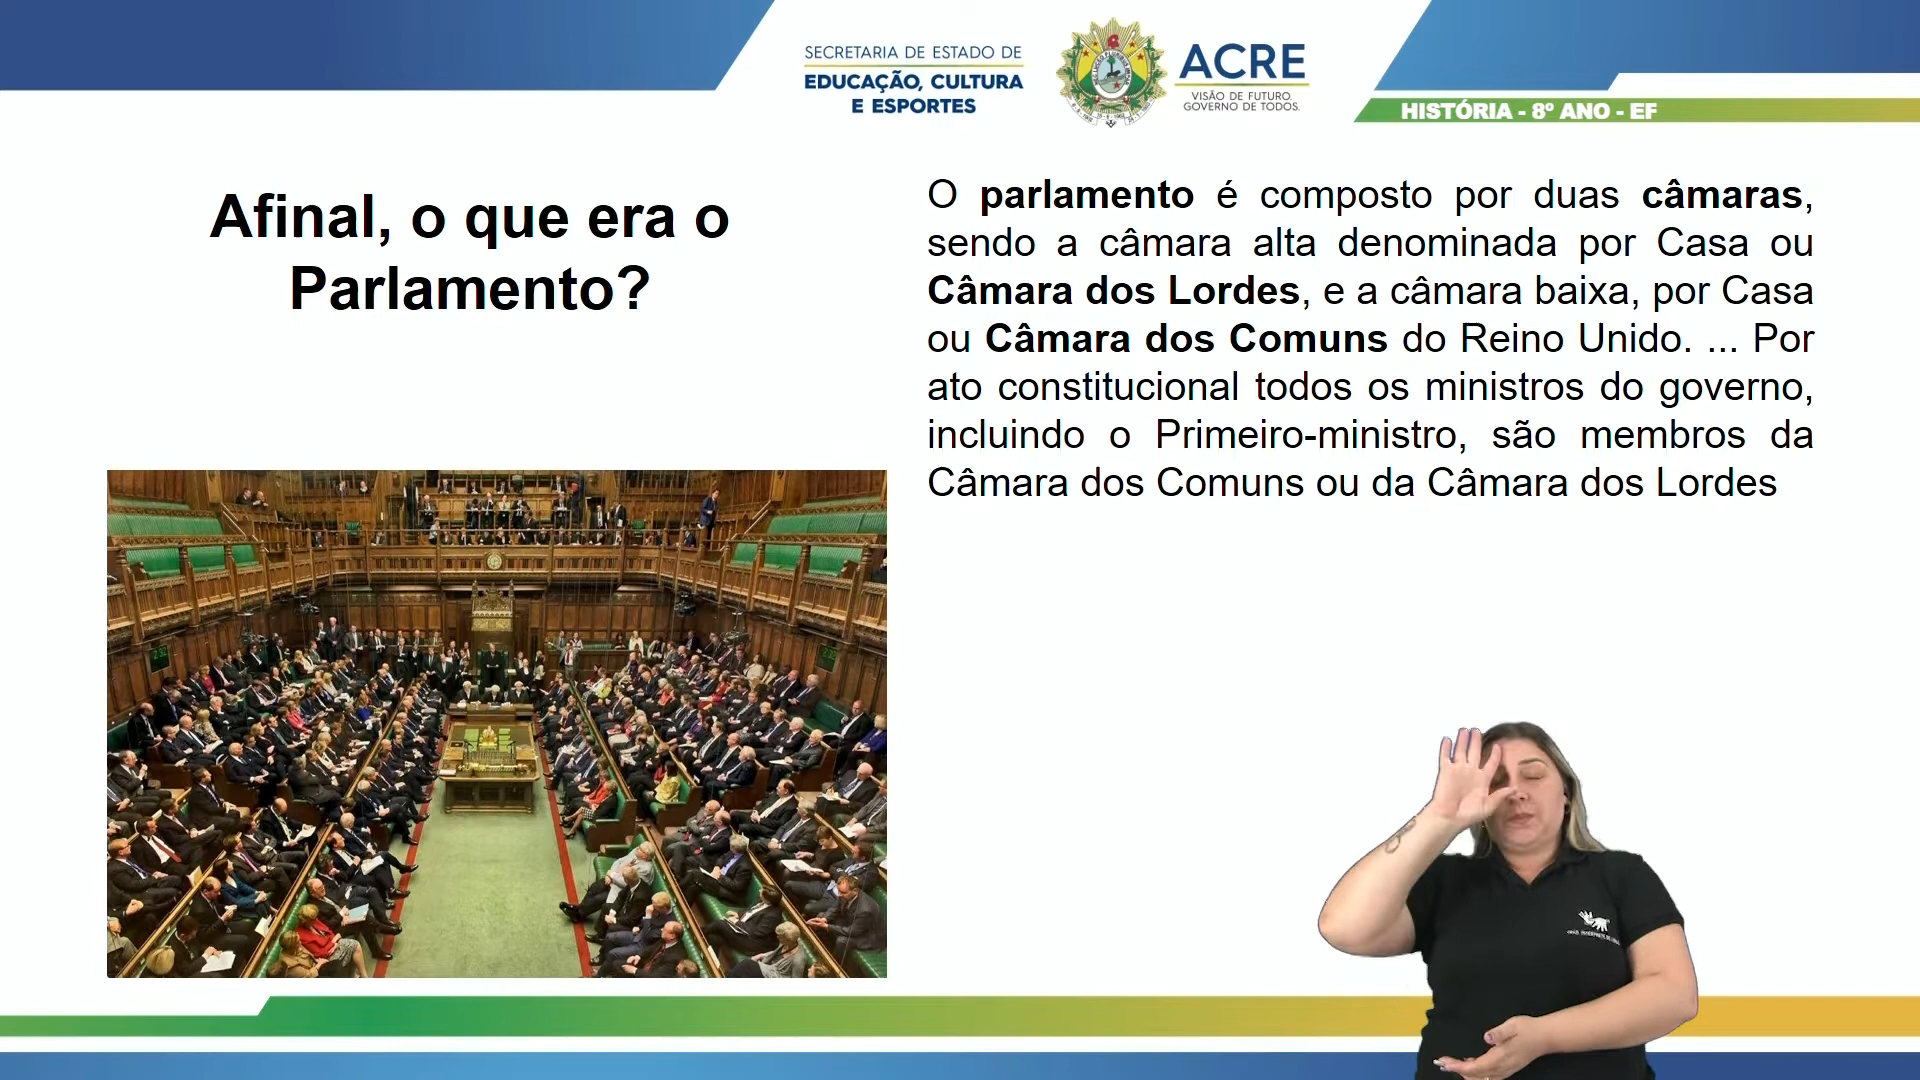 SECRETARIA DE ESTADO DE
EDUCAÇÃO, CULTURA
E ESPORTES
ACRE
VISÃO DE FUTURO.
GOVERNO DE TODOS.
HISTÓRIA - 8º ANO - EF
Afinal, o que era o
Parlamento?
O parlamento é composto por duas câmaras,
sendo a câmara alta denominada por Casa ou
Câmara dos Lordes, e a câmara baixa, por Casa
ou Câmara dos Comuns do Reino Unido. ... Por
ato constitucional todos os ministros do governo,
incluindo o Primeiro-ministro, são membros da
Câmara dos Comuns ou da Câmara dos Lordes